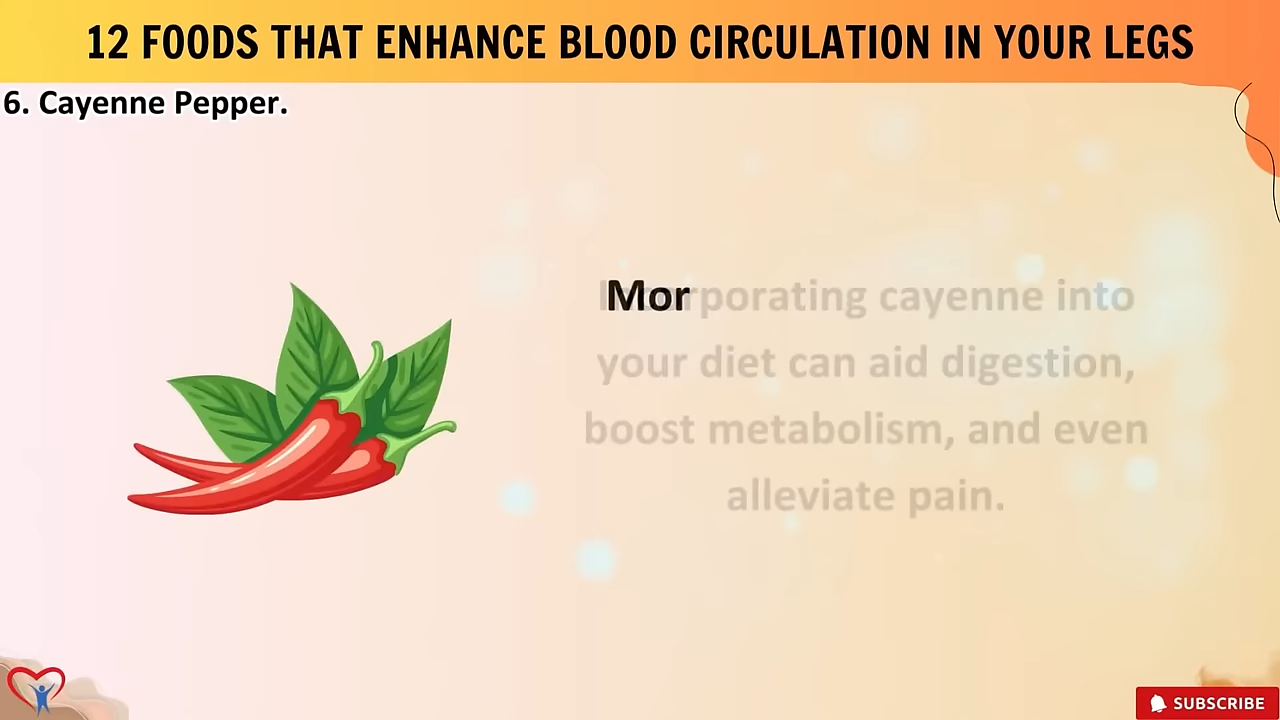 12 FOODS THAT ENHANCE BLOOD CIRCULATION IN YOUR LEGS
6. Cayenne Pepper.
Mor
Incorporating cayenne into
your diet can aid digestion,
boost metabolism, and even
alleviate pain.
SUBSCRIBE